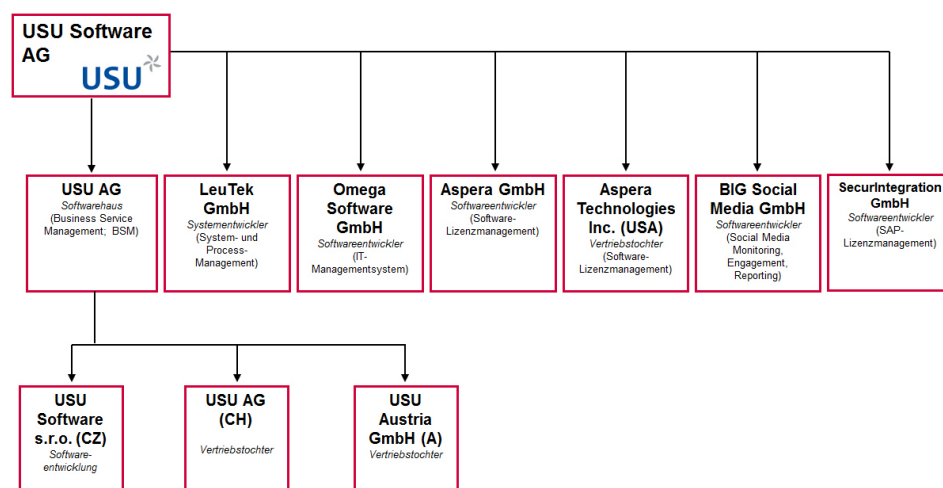 USU Software
AG
USU
USU AG
Softwarehaus
(Business Service
Management; BSM)
LeuTek
GmbH
Systementwickler
(System- und
Process-
Management)
Omega
Software
GmbH
Softwareentwickler
(IT-
Managementsystem)
Aspera GmbH
Softwareentwickler
(Software-
Lizenzmanagement)
Aspera
Technologies
Inc. (USA)
Vertriebstochter
(Software-
Lizenzmanagement)
BIG Social
Media GmbH
Softwareentwickler
(Social Media
Monitoring,
Engagement,
Reporting)
SecurIntegration
GmbH
Softwareentwickler
(SAP-
Lizenzmanagement)
USU
Software
s.r.o. (CZ)
Software-
entwicklung
USU AG
(CH)
Vertriebstochter
USU
Austria
GmbH (A)
Vertriebstochter